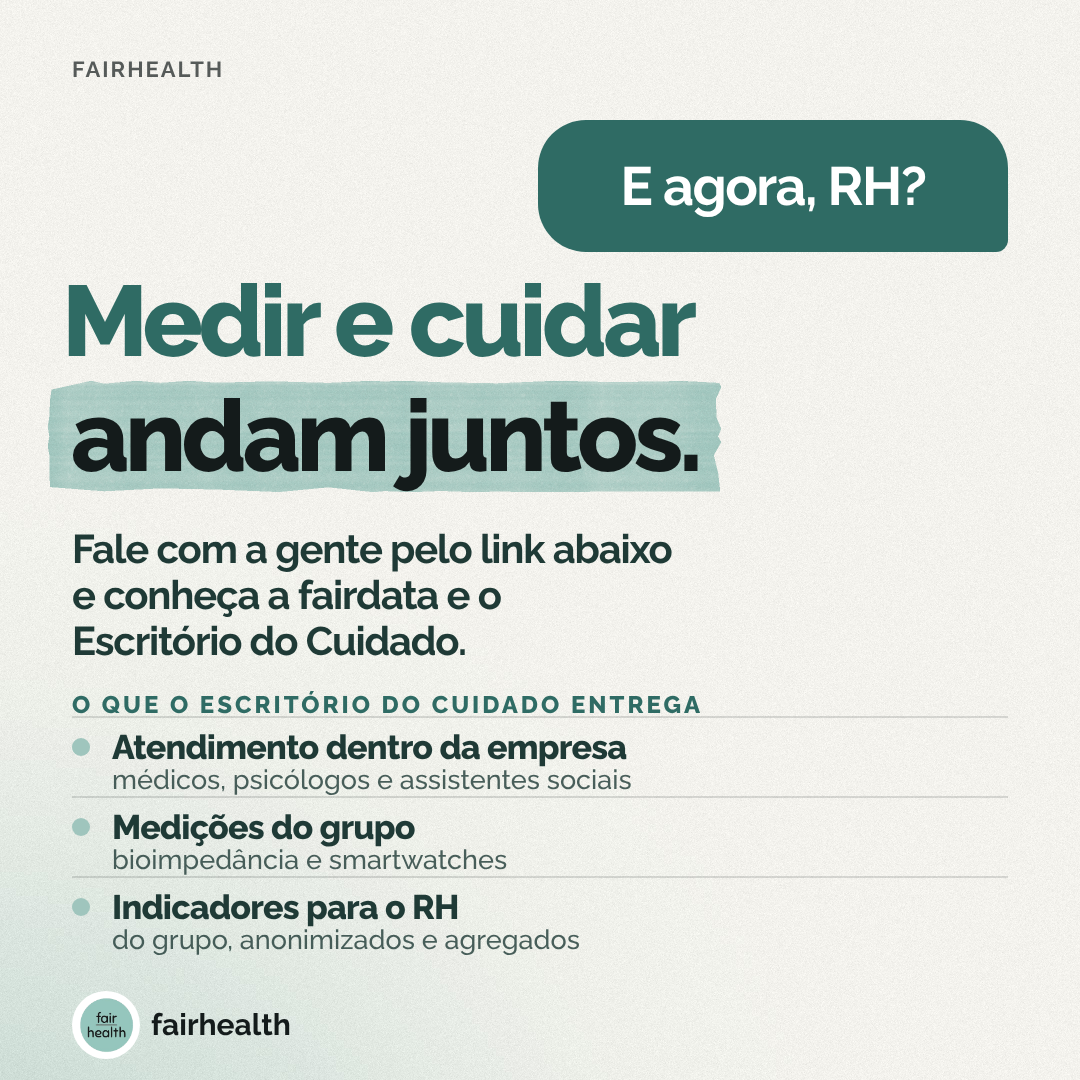 FAIRHEALTH
E agora, RH?
Medir e cuidar
andam juntos.
Fale com a gente pelo link abaixo
e conheça a fairdata e o
Escritório do Cuidado.
O QUE O ESCRITÓRIO DO CUIDADO ENTREGA
Atendimento dentro da empresa
médicos, psicólogos e assistentes sociais
Medições do grupo
bioimpedância e smartwatches
Indicadores para o RH
do grupo, anonimizados e agregados
fair
health
fairhealth